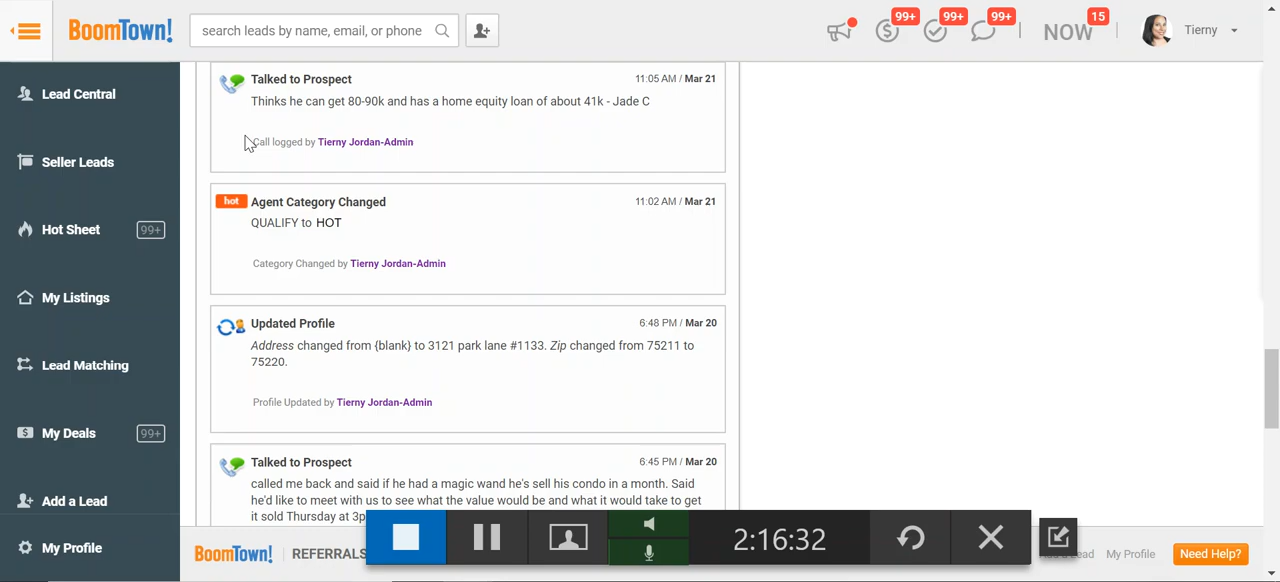 BoomTown!
search leads by name, email, or phone
99+
99+
99+
NOW
15
Tierny
Lead Central
Seller Leads
Hot Sheet 99+
My Listings
Lead Matching
My Deals 99+
Add a Lead
My Profile
Talked to Prospect 11:05 AM / Mar 21
Thinks he can get 80-90k and has a home equity loan of about 41k - Jade C
Call logged by Tierny Jordan-Admin
hot Agent Category Changed 11:02 AM / Mar 21
QUALIFY to HOT
Category Changed by Tierny Jordan-Admin
Updated Profile 6:48 PM / Mar 20
Address changed from {blank} to 3121 park lane #1133. Zip changed from 75211 to
75220.
Profile Updated by Tierny Jordan-Admin
Talked to Prospect 6:45 PM / Mar 20
called me back and said if he had a magic wand he's sell his condo in a month. Said
he'd like to meet with us to see what the value would be and what it would take to get
it sold Thursday at 3p
2:16:32
BoomTown! REFERRALS
Lead My Profile Need Help?